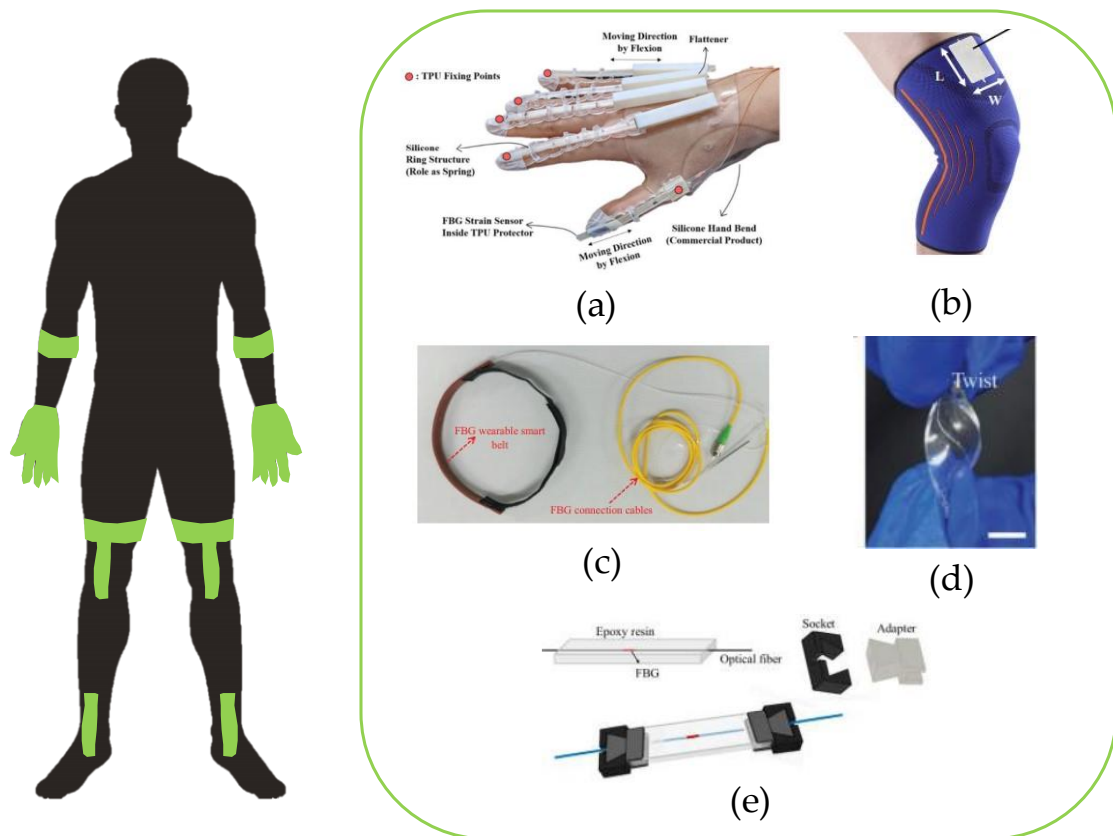 Moving Direction
by Flexion
Flattener
: TPU Fixing Points
Silicone
Ring Structure
(Role as Spring)
FBG Strain Sensor
Inside TPU Protector
Moving Direction
by Flexion
Silicone Hand Bend
(Commercial Product)
(a)
L
W
(b)
FBG wearable smart
belt
FBG connection cables
(c)
Twist
(d)
Epoxy resin
Optical fiber
FBG
Socket
Adapter
(e)